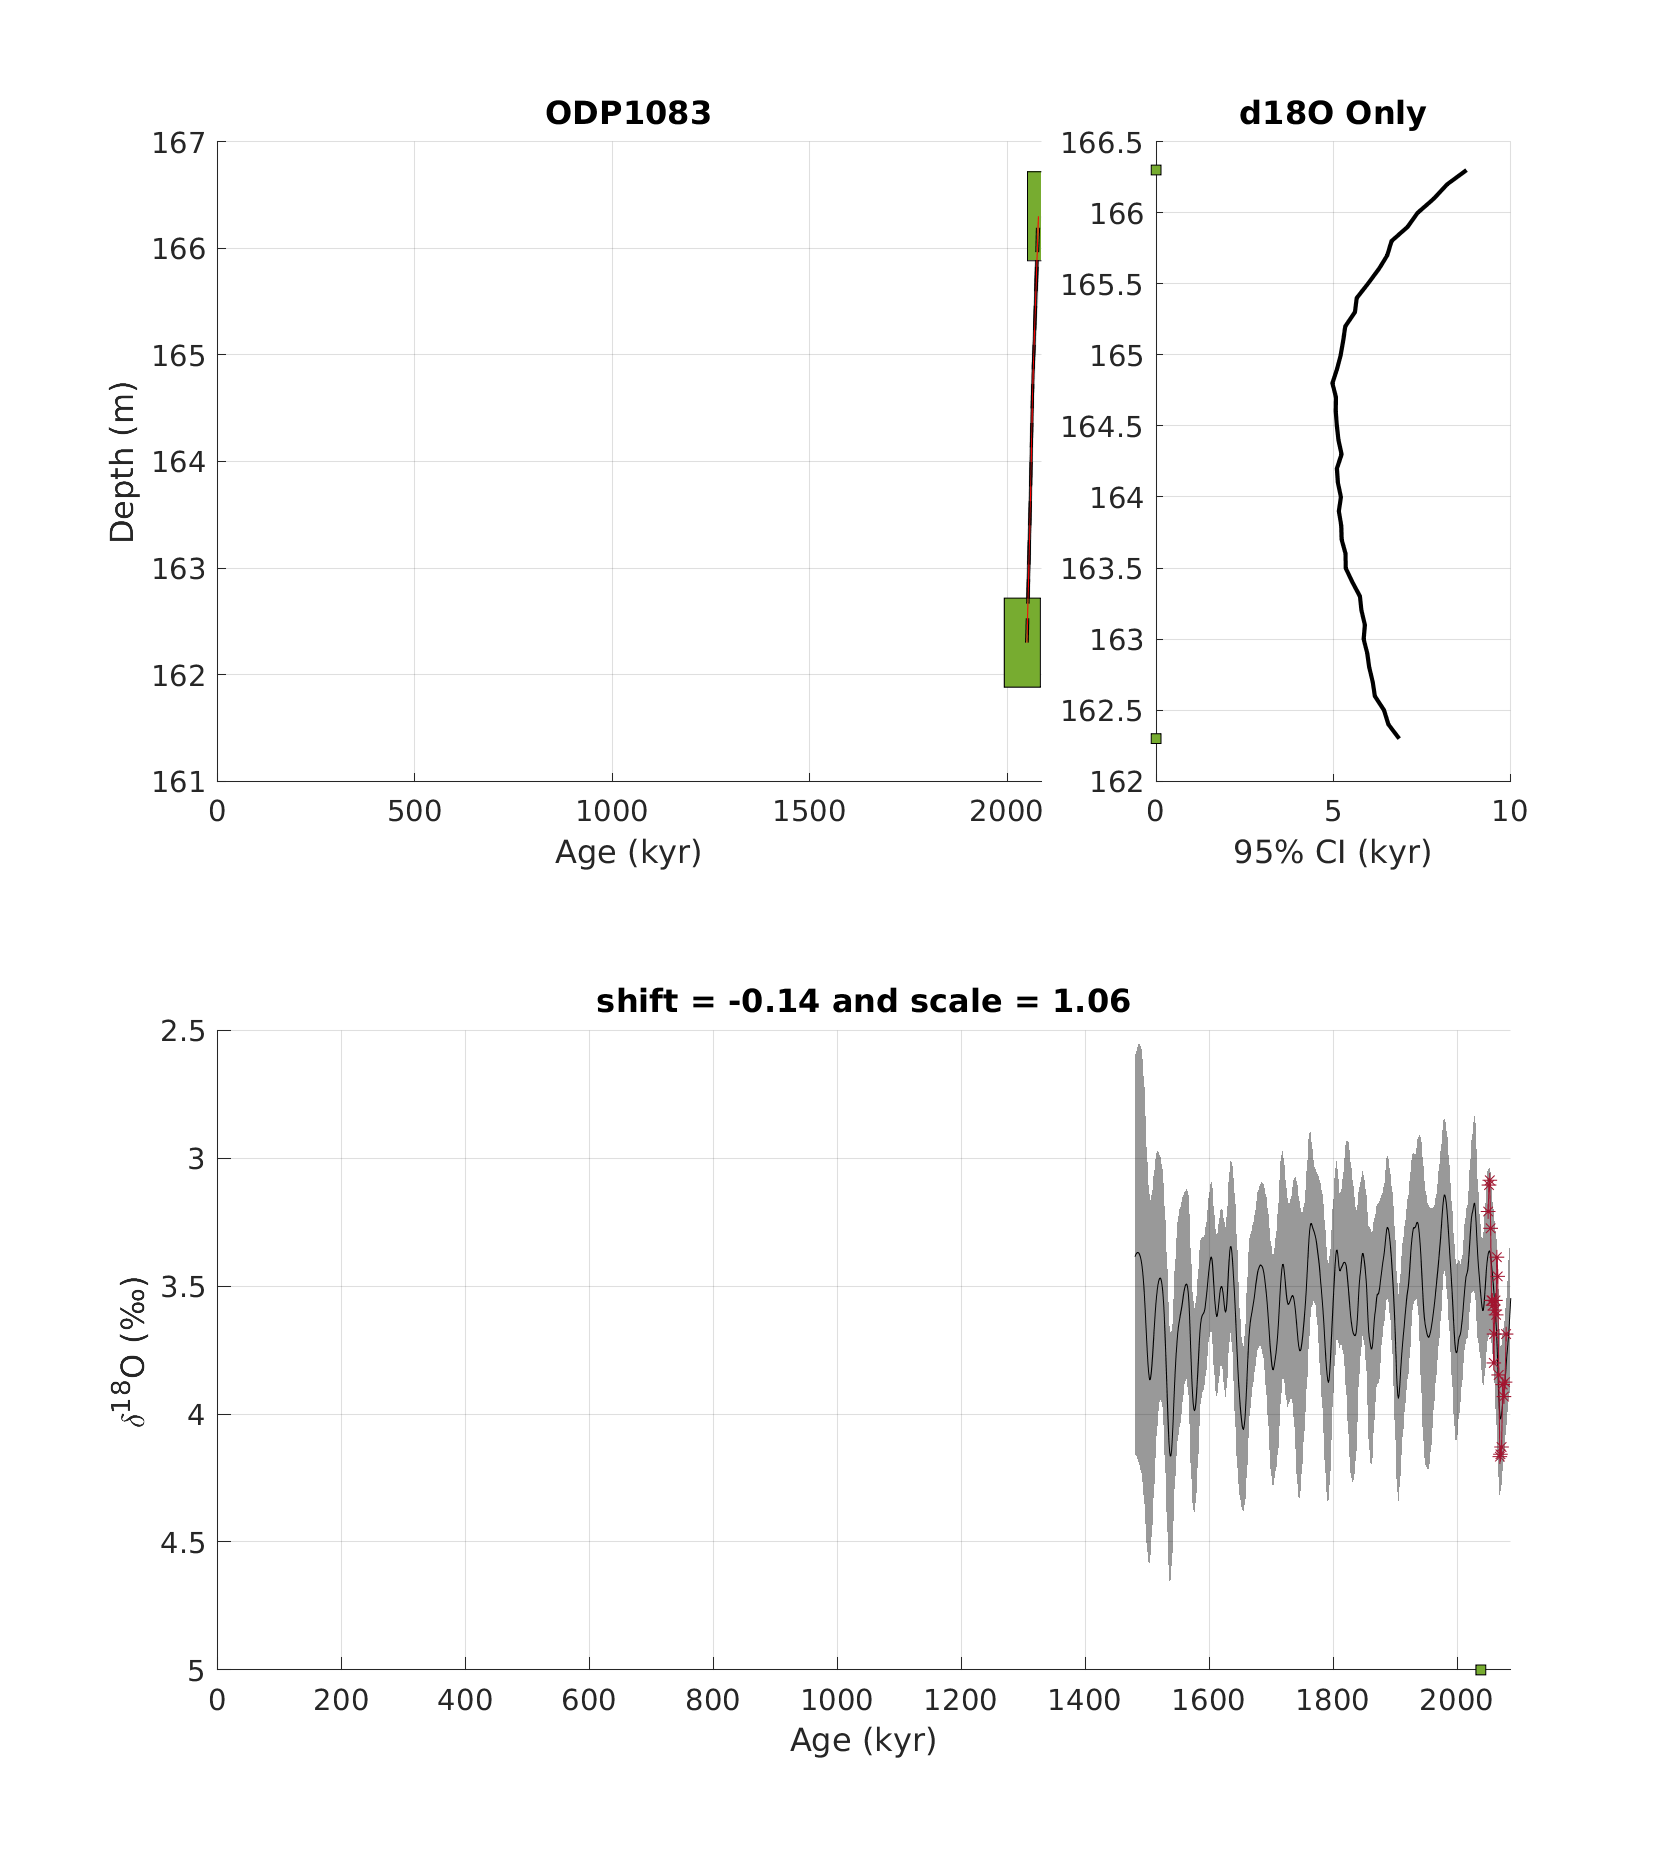 ODP1083
167
166
165
164
163
162
161
0 500 1000 1500 2000
Depth (m)
Age (kyr)
d18O Only
166.5
166
165.5
165
164.5
164
163.5
163
162.5
162
0 5 10
95% CI (kyr)
shift = -0.14 and scale = 1.06
2.5
3
3.5
4
4.5
5
δ18O (‰)
0 200 400 600 800 1000 1200 1400 1600 1800 2000
Age (kyr)